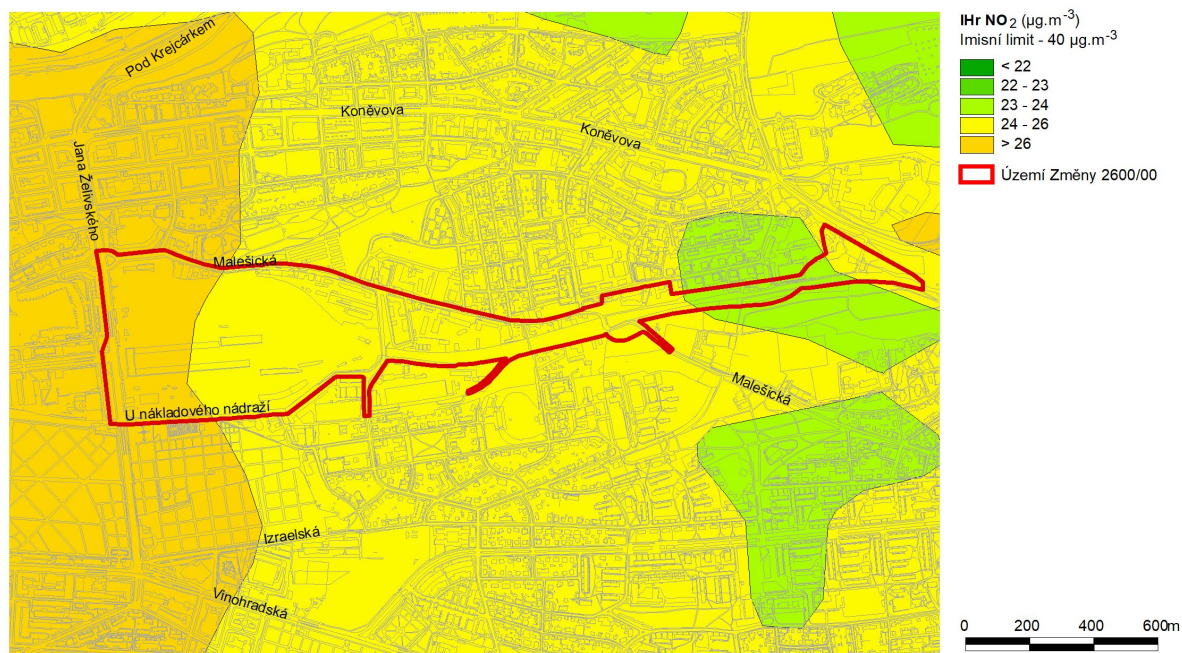 Pod Krejcárkem
Koněvova
Koněvova
Jana Želivského
Malešická
U nákladového nádraží
Malešická
Izraelská
Vinohradská
IHr NO2 (µg.m-3)
Imisní limit - 40 µg.m-3
< 22
22 - 23
23 - 24
24 - 26
> 26
Území Změny 2600/00
0 200 400 600m